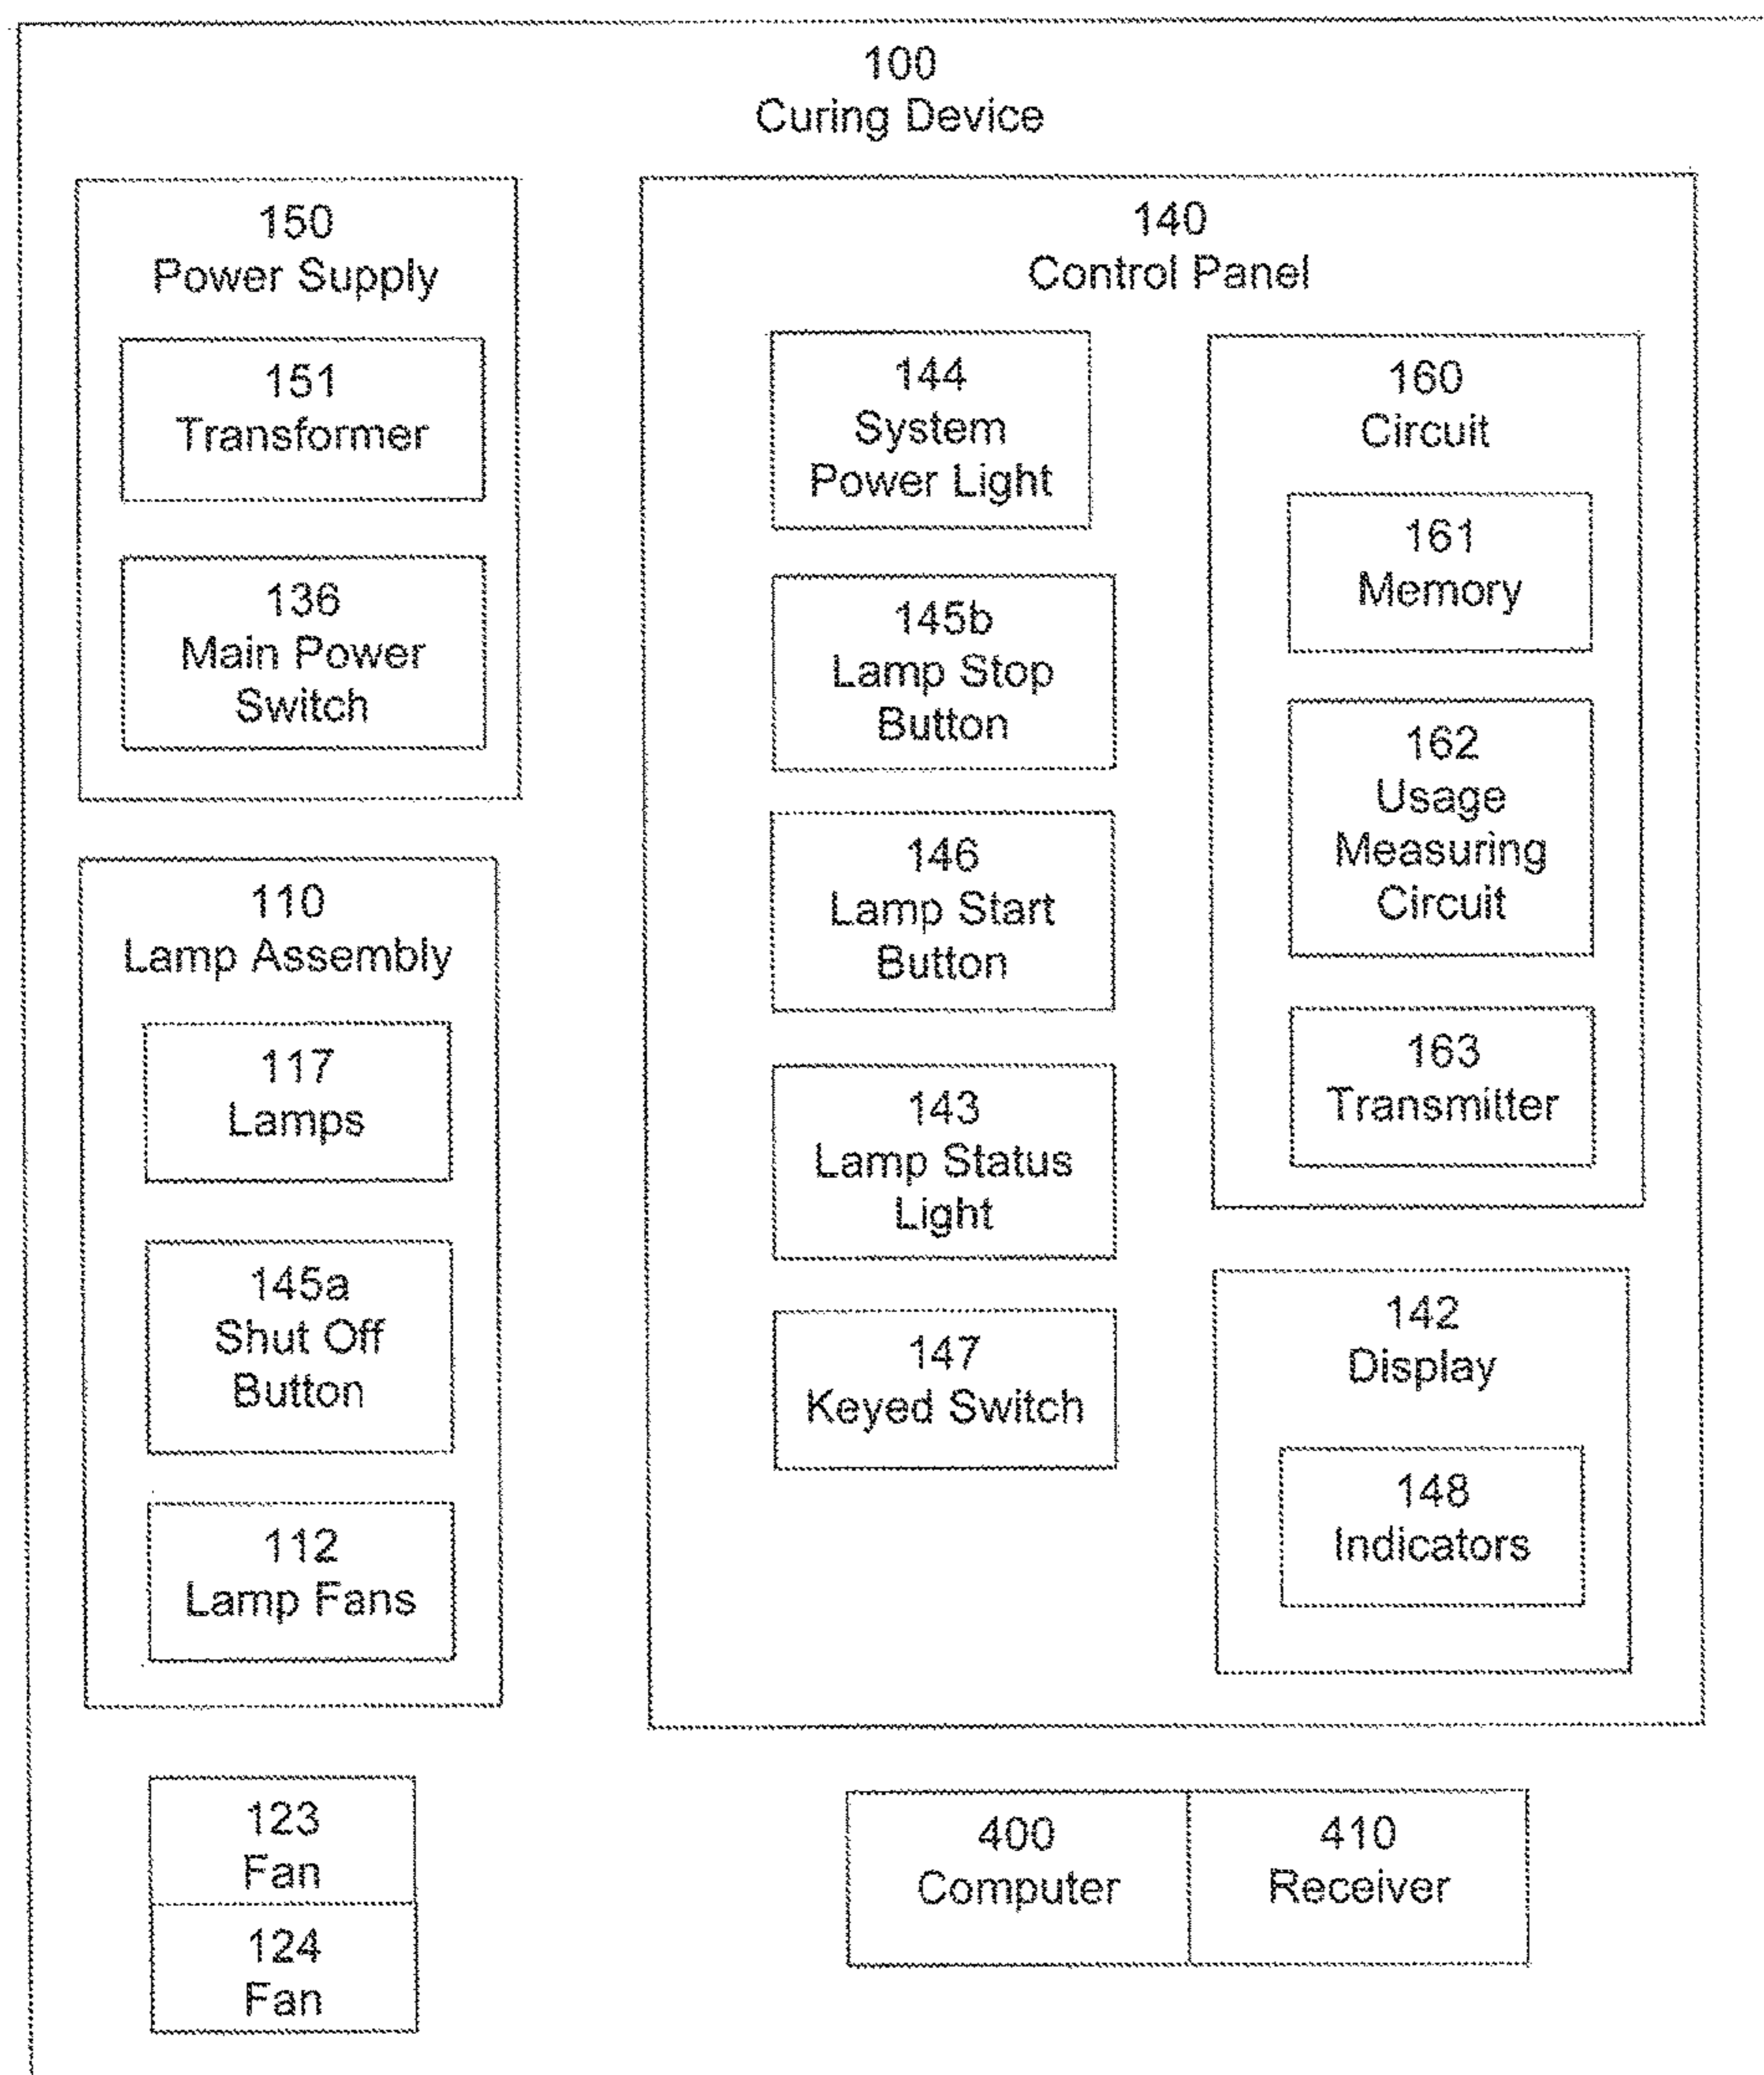 100
Curing Device
150
Power Supply
151
Transformer
136
Main Power
Switch
110
Lamp Assembly
117
Lamps
145a
Shut Off
Button
112
Lamp Fans
123
Fan
124
Fan
140
Control Panel
144
System
Power Light
145b
Lamp Stop
Button
146
Lamp Start
Button
143
Lamp Status
Light
147
Keyed Switch
160
Circuit
161
Memory
162
Usage
Measuring
Circuit
163
Transmitter
142
Display
148
Indicators
400
Computer
410
Receiver